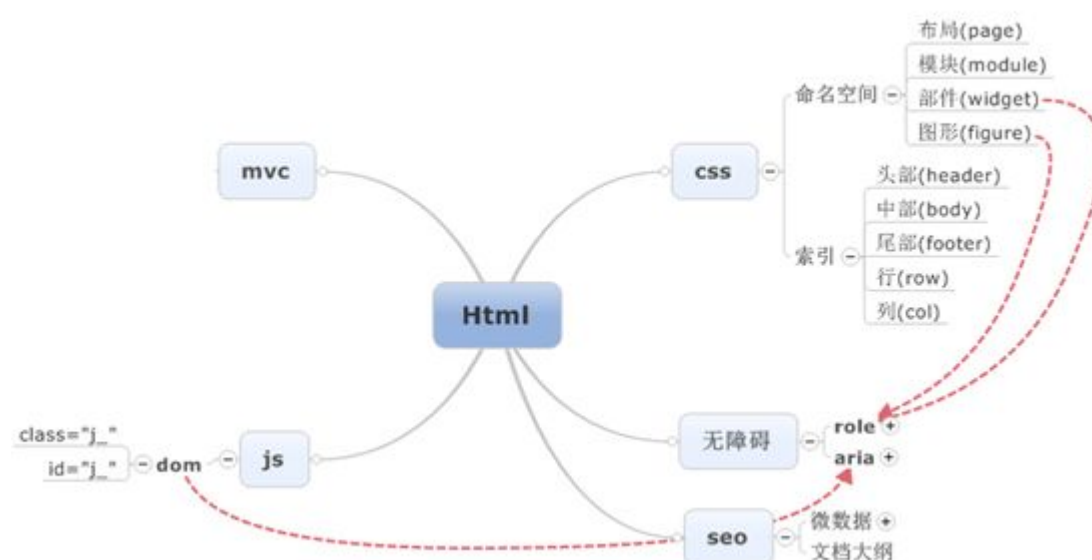 布局(page)
模块(module)
命名空间
部件(widget)
图形(figure)
mvc
css
头部(header)
中部(body)
索引
尾部(footer)
行(row)
列(col)
Html
class="j_"
id="j_"
dom
js
无障碍
role
aria
seo
微数据
文档大纲